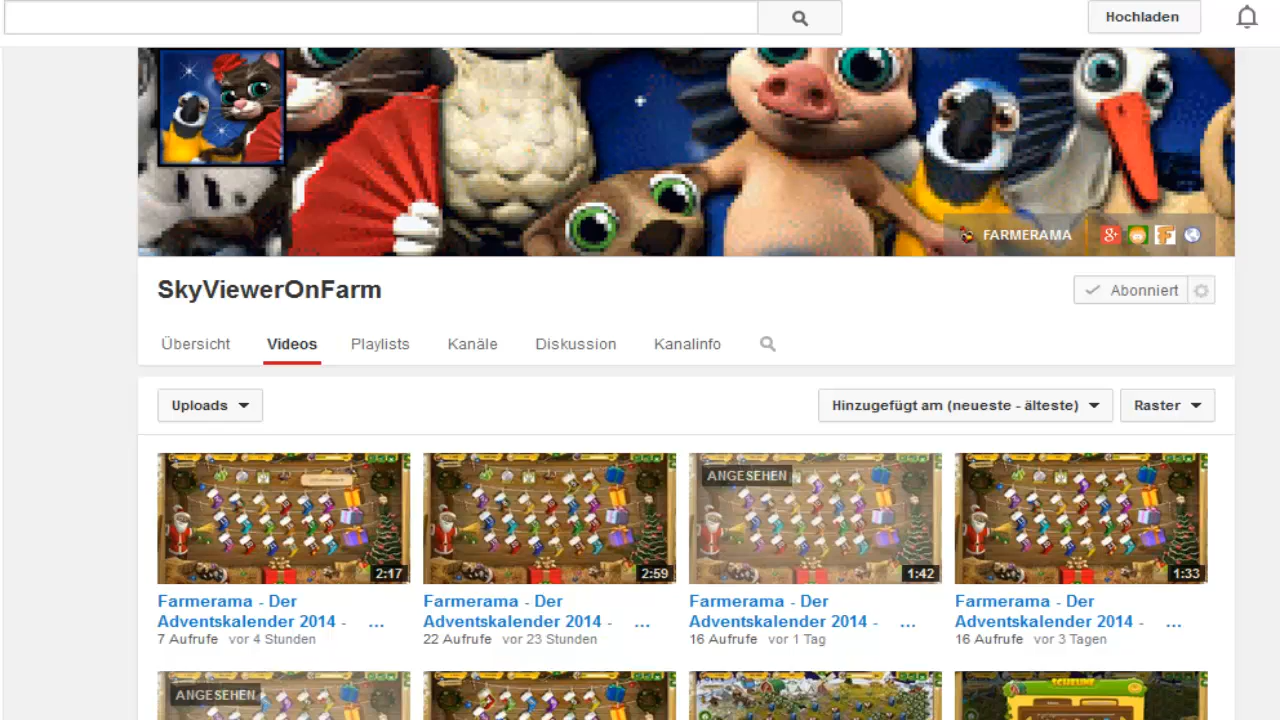 Hochladen
FARMERAMA
SkyViewerOnFarm
Abonniert
Übersicht Videos Playlists Kanäle Diskussion Kanalinfo
Uploads Hinzugefügt am (neueste - älteste) Raster
ANGESEHEN
2:17 2:59 1:42 1:33
Farmerama - Der Farmerama - Der Farmerama - Der Farmerama - Der
Adventskalender 2014 - ... Adventskalender 2014 - ... Adventskalender 2014 - ... Adventskalender 2014 - ...
7 Aufrufe vor 4 Stunden 22 Aufrufe vor 23 Stunden 16 Aufrufe vor 1 Tag 16 Aufrufe vor 3 Tagen
ANGESEHEN
SCHEUNE